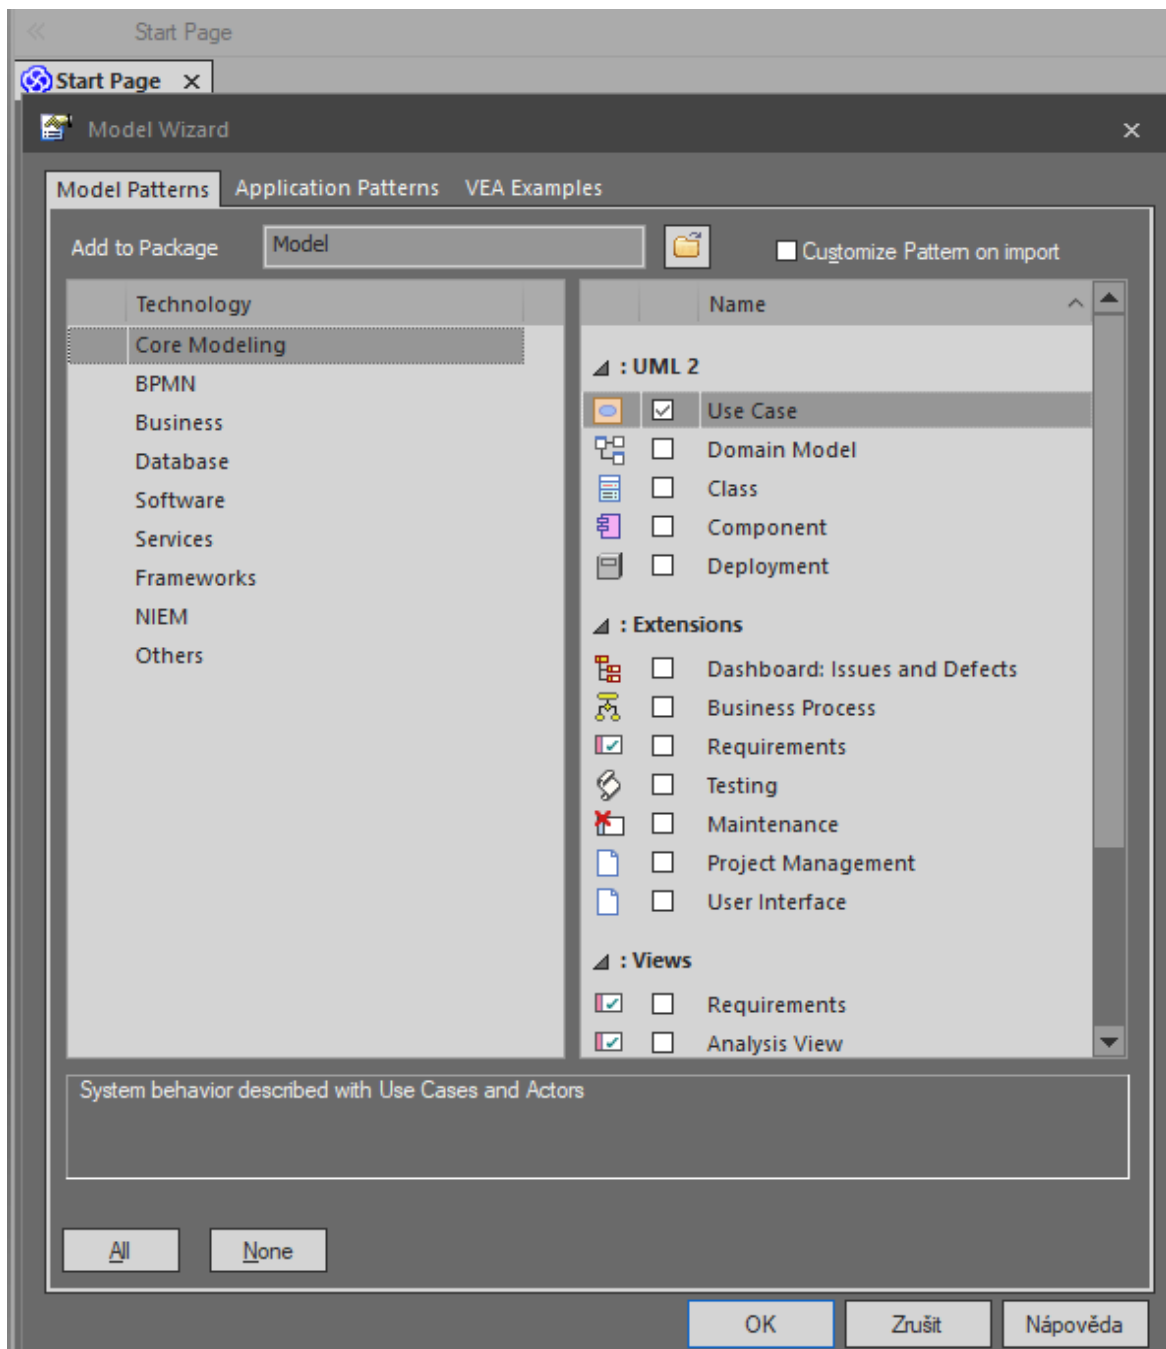 Start Page
Start Page
Model Wizard
Model Patterns Application Patterns VEA Examples
Add to Package Model Customize Pattern on import
Technology
Core Modeling
BPMN
Business
Database
Software
Services
Frameworks
NIEM
Others
Name
: UML 2
Use Case
Domain Model
Class
Component
Deployment
: Extensions
Dashboard: Issues and Defects
Business Process
Requirements
Testing
Maintenance
Project Management
User Interface
: Views
Requirements
Analysis View
System behavior described with Use Cases and Actors
All None
OK Zrušit Nápověda